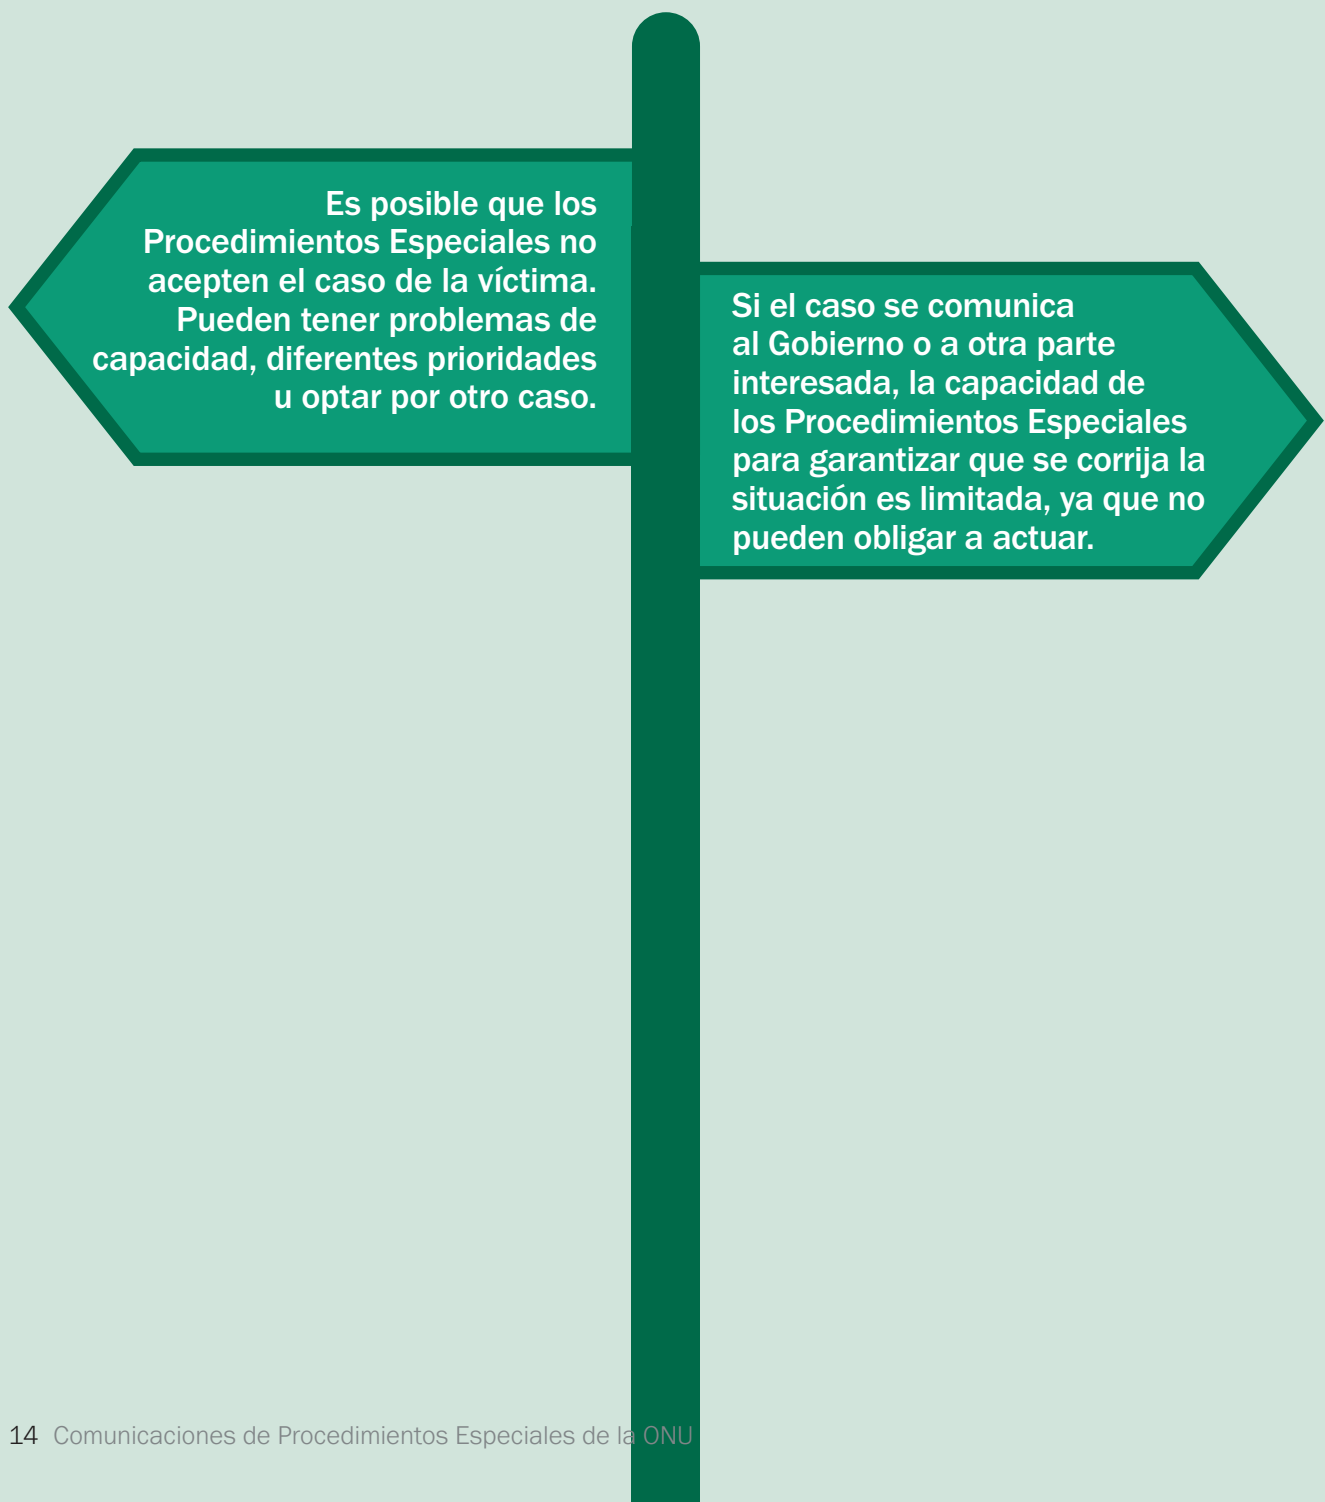 Es posible que los
Procedimientos Especiales no
acepten el caso de la víctima.
Pueden tener problemas de
capacidad, diferentes prioridades
u optar por otro caso.
Si el caso se comunica
al Gobierno o a otra parte
interesada, la capacidad de
los Procedimientos Especiales
para garantizar que se corrija la
situación es limitada, ya que no
pueden obligar a actuar.
14 Comunicaciones de Procedimientos Especiales de la ONU